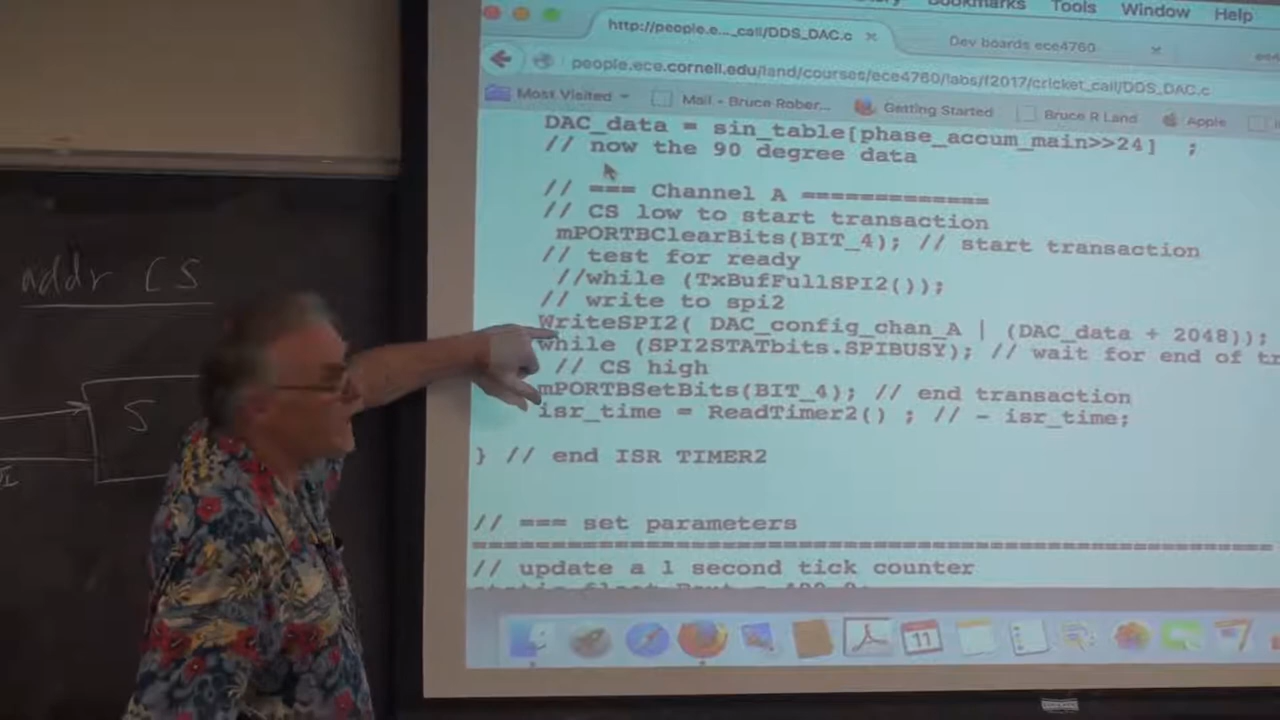 Bookmarks Tools Window Help
http://people.e..._call/DDS_DAC.c × Dev boards ece4760 ×
people.ece.cornell.edu/land/courses/ece4760/labs/f2017/cricket_call/DDS_DAC.c
Most Visited Mail - Bruce Rober... Getting Started Bruce R Land Apple
DAC_data = sin_table[phase_accum_main>>24] ;
// now the 90 degree data
// === Channel A =============
// CS low to start transaction
mPORTBClearBits(BIT_4); // start transaction
// test for ready
//while (TxBufFullSPI2());
// write to spi2
WriteSPI2( DAC_config_chan_A | (DAC_data + 2048));
while (SPI2STATbits.SPIBUSY); // wait for end of tr
// CS high
mPORTBSetBits(BIT_4); // end transaction
isr_time = ReadTimer2() ; // - isr_time;
} // end ISR TIMER2
// === set parameters
// update a 1 second tick counter
11
addr CS
S